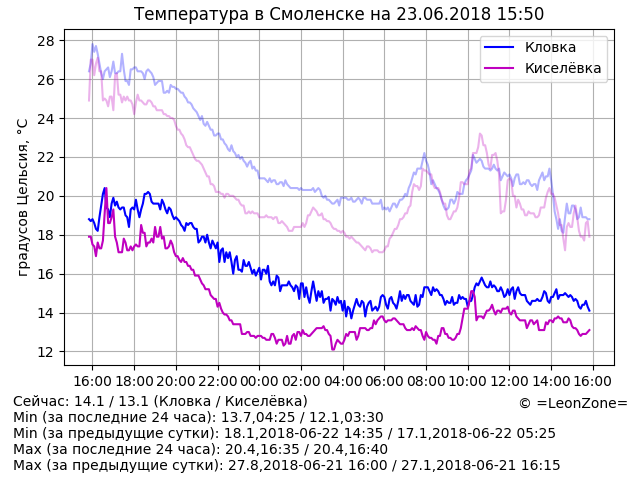 Температура в Смоленске на 23.06.2018 15:50
Кловка
Киселёвка
градусов Цельсия, °C
28
26
24
22
20
18
16
14
12
16:00 18:00 20:00 22:00 00:00 02:00 04:00 06:00 08:00 10:00 12:00 14:00 16:00
Сейчас: 14.1 / 13.1 (Кловка / Киселёвка)
© =LeonZone=
Min (за последние 24 часа): 13.7,04:25 / 12.1,03:30
Min (за предыдущие сутки): 18.1,2018-06-22 14:35 / 17.1,2018-06-22 05:25
Max (за последние 24 часа): 20.4,16:35 / 20.4,16:40
Max (за предыдущие сутки): 27.8,2018-06-21 16:00 / 27.1,2018-06-21 16:15